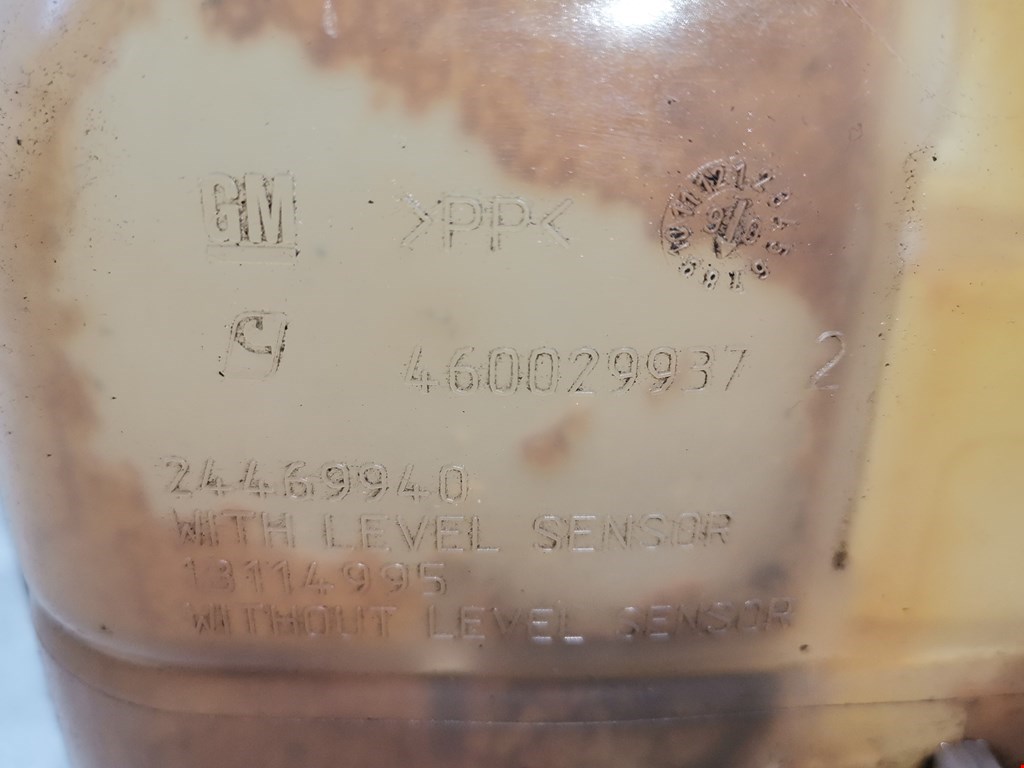 GM >PP<
460029937 2
24469940
WITH LEVEL SENSOR
13114995
WITHOUT LEVEL SENSOR